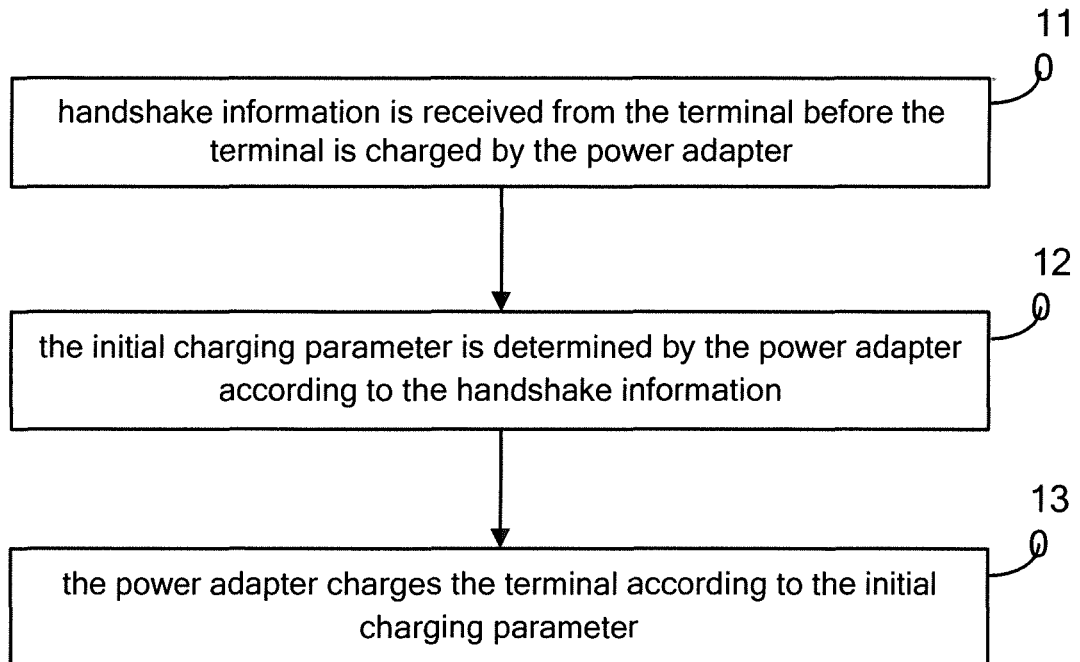 11
0
handshake information is received from the terminal before the
terminal is charged by the power adapter
12
0
the initial charging parameter is determined by the power adapter
according to the handshake information
13
0
the power adapter charges the terminal according to the initial
charging parameter